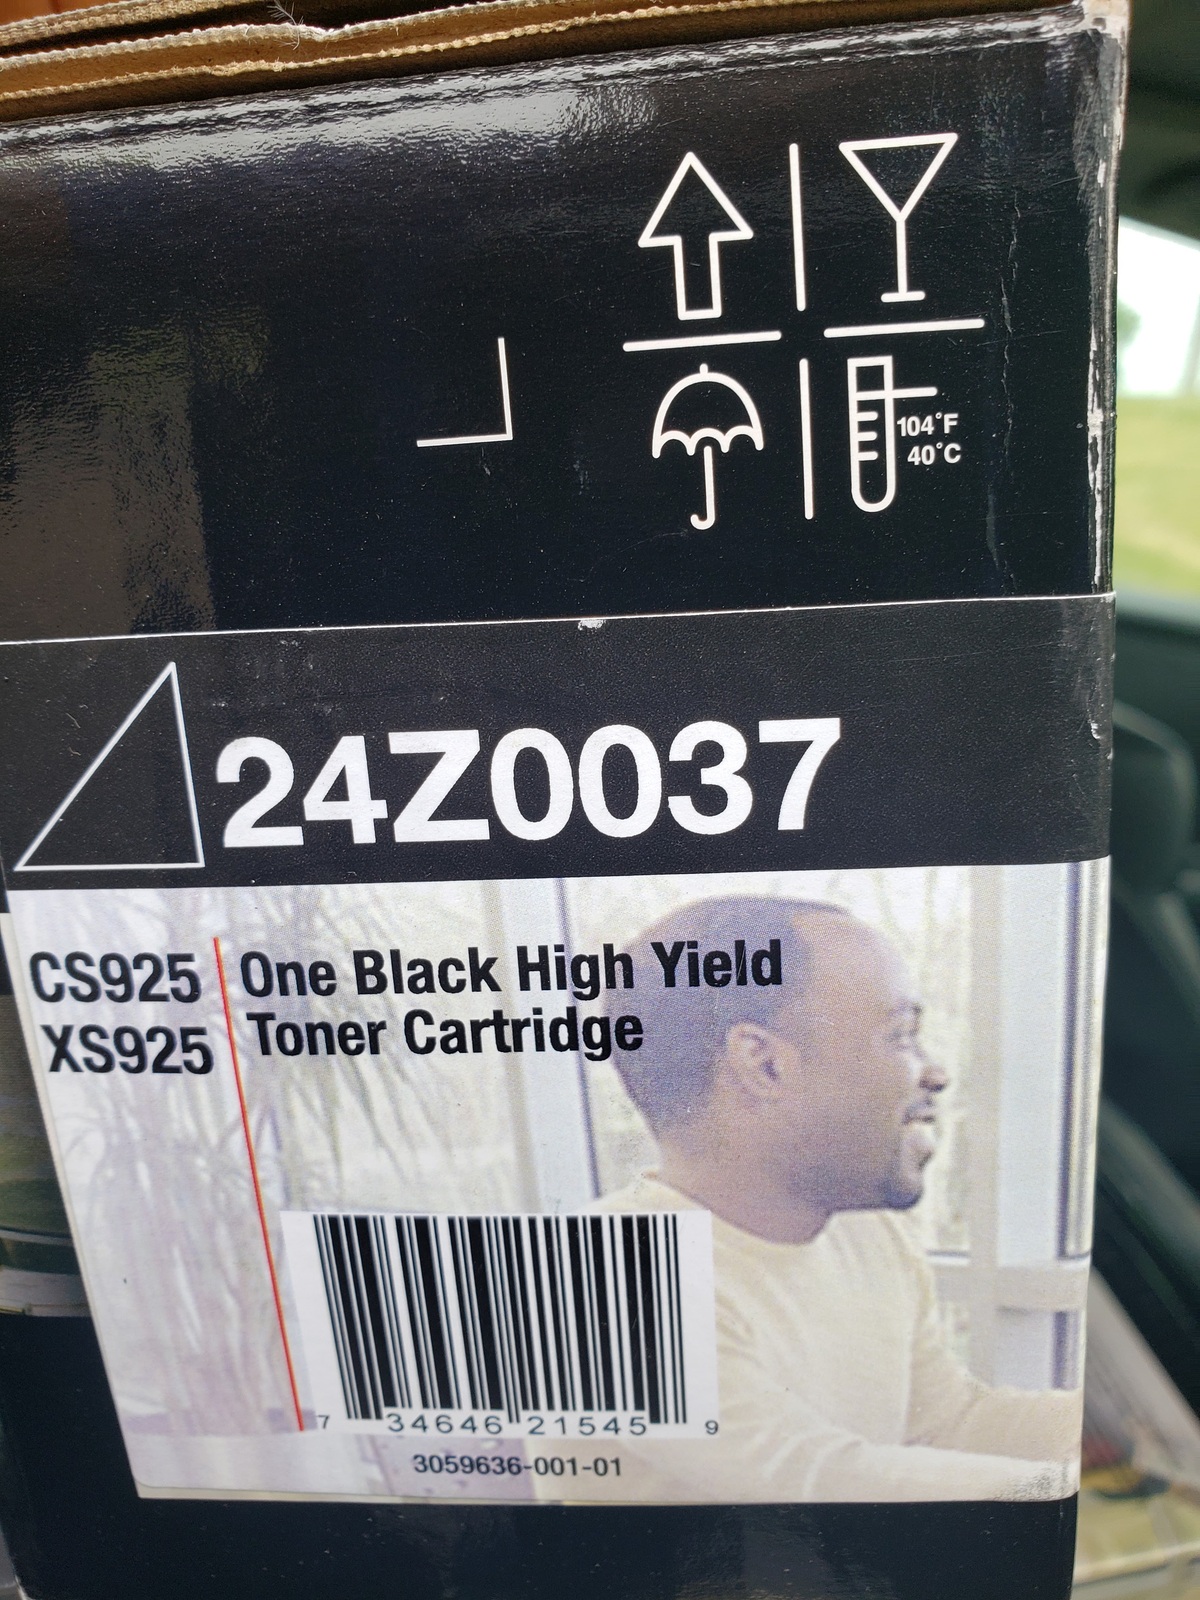 104°F
40°C
24Z0037
CS925
XS925
One Black High Yield
Toner Cartridge
7 34646 21545 9
3059636-001-01